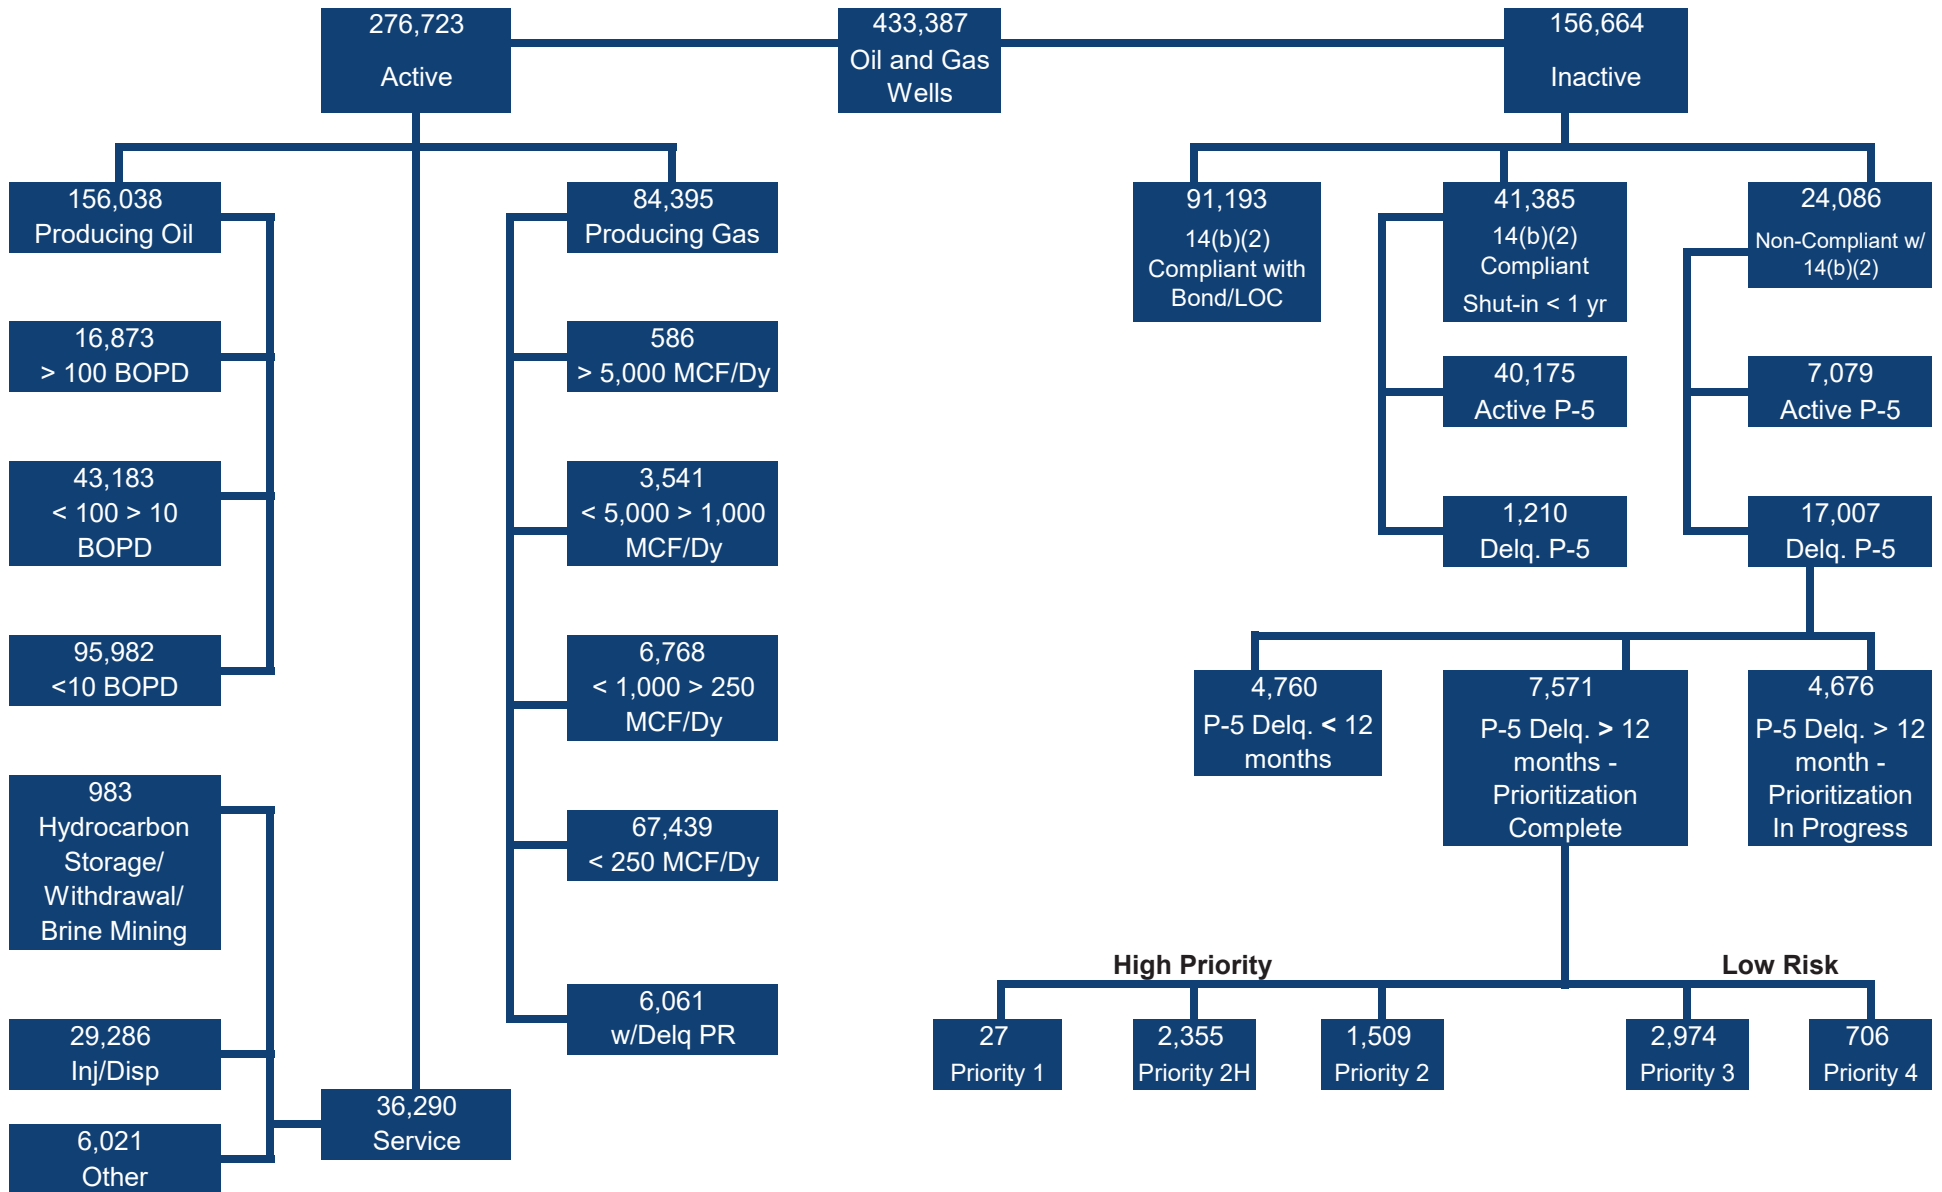 276,723
Active
433,387
Oil and Gas
Wells
156,664
Inactive
156,038
Producing Oil
84,395
Producing Gas
91,193
14(b)(2)
Compliant with
Bond/LOC
41,385
14(b)(2)
Compliant
Shut-in < 1 yr
24,086
Non-Compliant w/
14(b)(2)
16,873
> 100 BOPD
586
> 5,000 MCF/Dy
40,175
Active P-5
7,079
Active P-5
43,183
< 100 > 10
BOPD
3,541
< 5,000 > 1,000
MCF/Dy
1,210
Delq. P-5
17,007
Delq. P-5
95,982
<10 BOPD
6,768
< 1,000 > 250
MCF/Dy
4,760
P-5 Delq. < 12
months
7,571
P-5 Delq. > 12
months -
Prioritization
Complete
4,676
P-5 Delq. > 12
month -
Prioritization
In Progress
983
Hydrocarbon
Storage/
Withdrawal/
Brine Mining
67,439
< 250 MCF/Dy
High Priority
Low Risk
6,061
w/Delq PR
27
Priority 1
2,355
Priority 2H
1,509
Priority 2
2,974
Priority 3
706
Priority 4
29,286
Inj/Disp
36,290
Service
6,021
Other